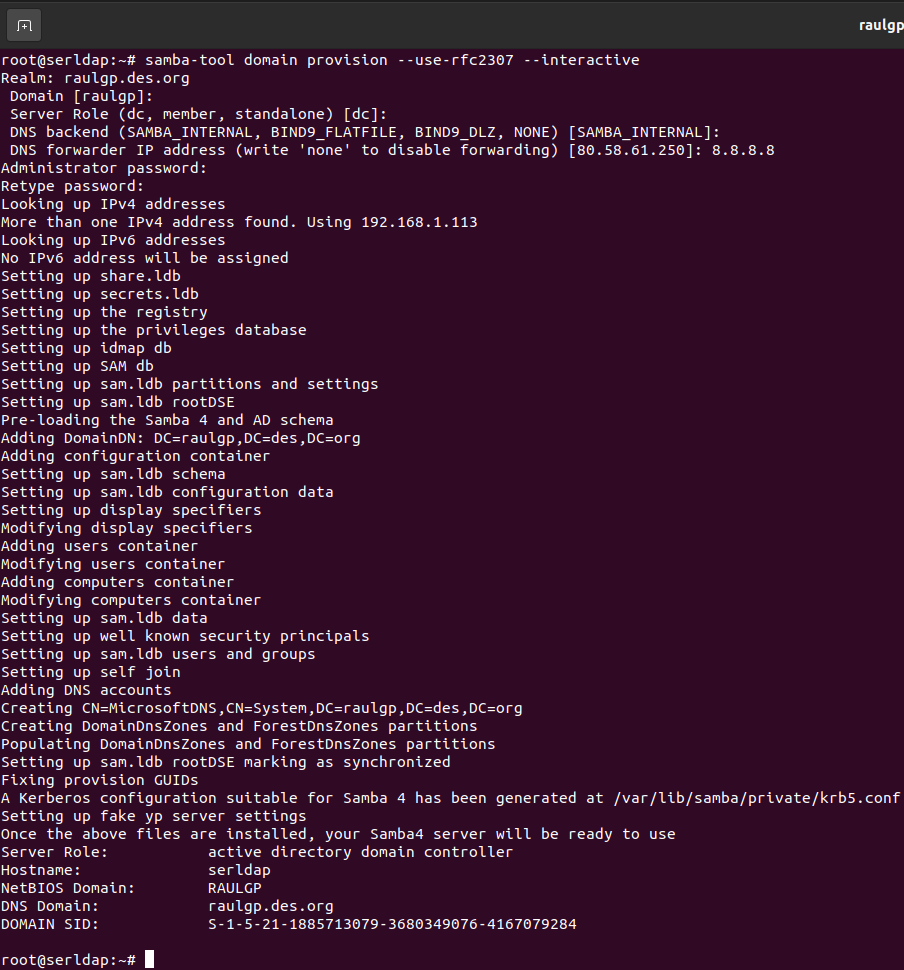 raulgp
root@serldap:~# samba-tool domain provision --use-rfc2307 --interactive
Realm: raulgp.des.org
 Domain [raulgp]:
 Server Role (dc, member, standalone) [dc]:
 DNS backend (SAMBA_INTERNAL, BIND9_FLATFILE, BIND9_DLZ, NONE) [SAMBA_INTERNAL]:
 DNS forwarder IP address (write 'none' to disable forwarding) [80.58.61.250]: 8.8.8.8
Administrator password:
Retype password:
Looking up IPv4 addresses
More than one IPv4 address found. Using 192.168.1.113
Looking up IPv6 addresses
No IPv6 address will be assigned
Setting up share.ldb
Setting up secrets.ldb
Setting up the registry
Setting up the privileges database
Setting up idmap db
Setting up SAM db
Setting up sam.ldb partitions and settings
Setting up sam.ldb rootDSE
Pre-loading the Samba 4 and AD schema
Adding DomainDN: DC=raulgp,DC=des,DC=org
Adding configuration container
Setting up sam.ldb schema
Setting up sam.ldb configuration data
Setting up display specifiers
Modifying display specifiers
Adding users container
Modifying users container
Adding computers container
Modifying computers container
Setting up sam.ldb data
Setting up well known security principals
Setting up sam.ldb users and groups
Setting up self join
Adding DNS accounts
Creating CN=MicrosoftDNS,CN=System,DC=raulgp,DC=des,DC=org
Creating DomainDnsZones and ForestDnsZones partitions
Populating DomainDnsZones and ForestDnsZones partitions
Setting up sam.ldb rootDSE marking as synchronized
Fixing provision GUIDs
A Kerberos configuration suitable for Samba 4 has been generated at /var/lib/samba/private/krb5.conf
Setting up fake yp server settings
Once the above files are installed, your Samba4 server will be ready to use
Server Role:           active directory domain controller
Hostname:              serldap
NetBIOS Domain:        RAULGP
DNS Domain:            raulgp.des.org
DOMAIN SID:            S-1-5-21-1885713079-3680349076-4167079284
root@serldap:~#